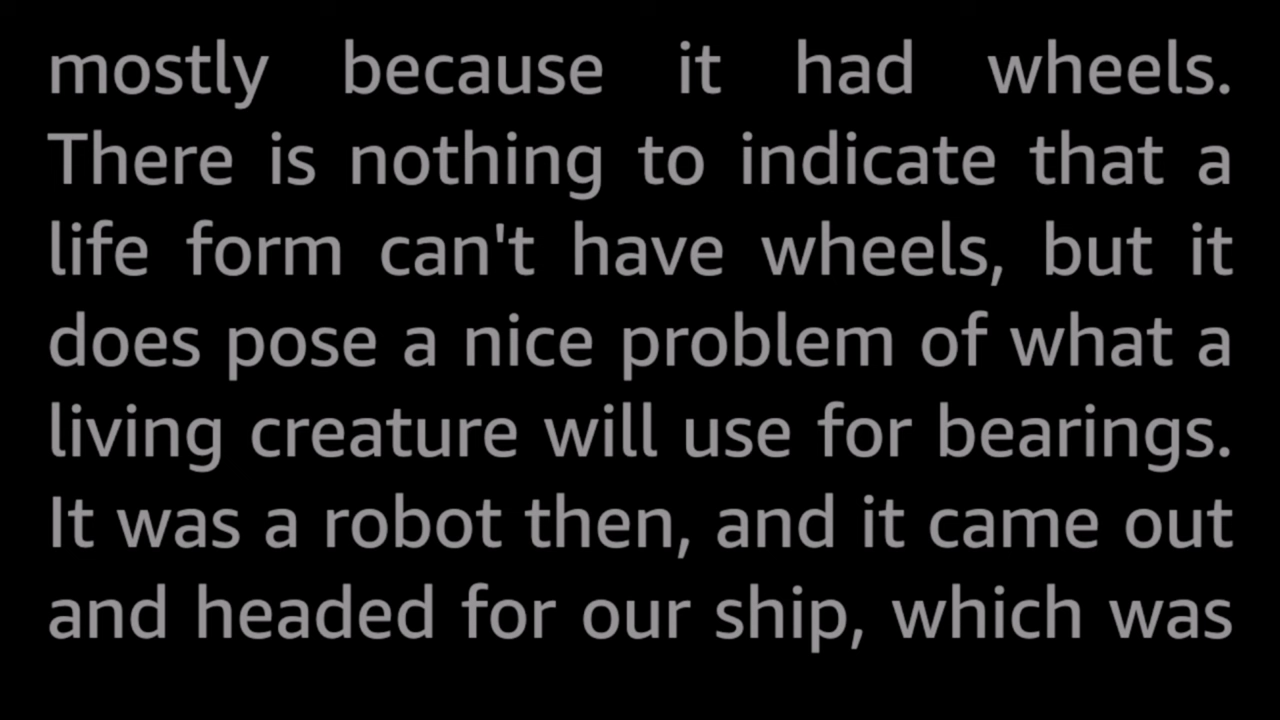 mostly because it had wheels.
There is nothing to indicate that a
life form can't have wheels, but it
does pose a nice problem of what a
living creature will use for bearings.
It was a robot then, and it came out
and headed for our ship, which was